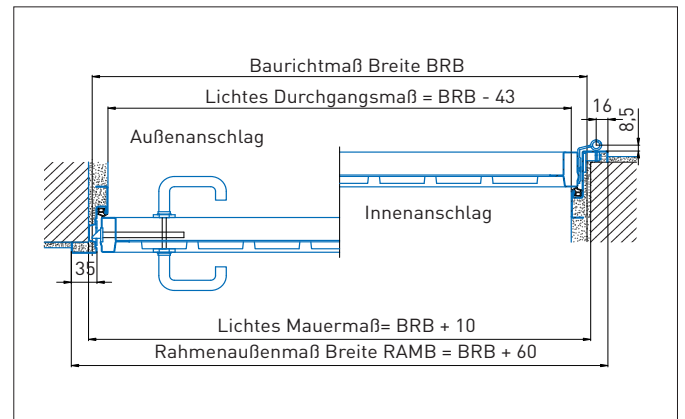 Baurichtmaß Breite BRB
Lichtes Durchgangsmaß = BRB - 43
16
8,5
Außenanschlag
Innenanschlag
35
Lichtes Mauermaß= BRB + 10
Rahmenaußenmaß Breite RAMB = BRB + 60